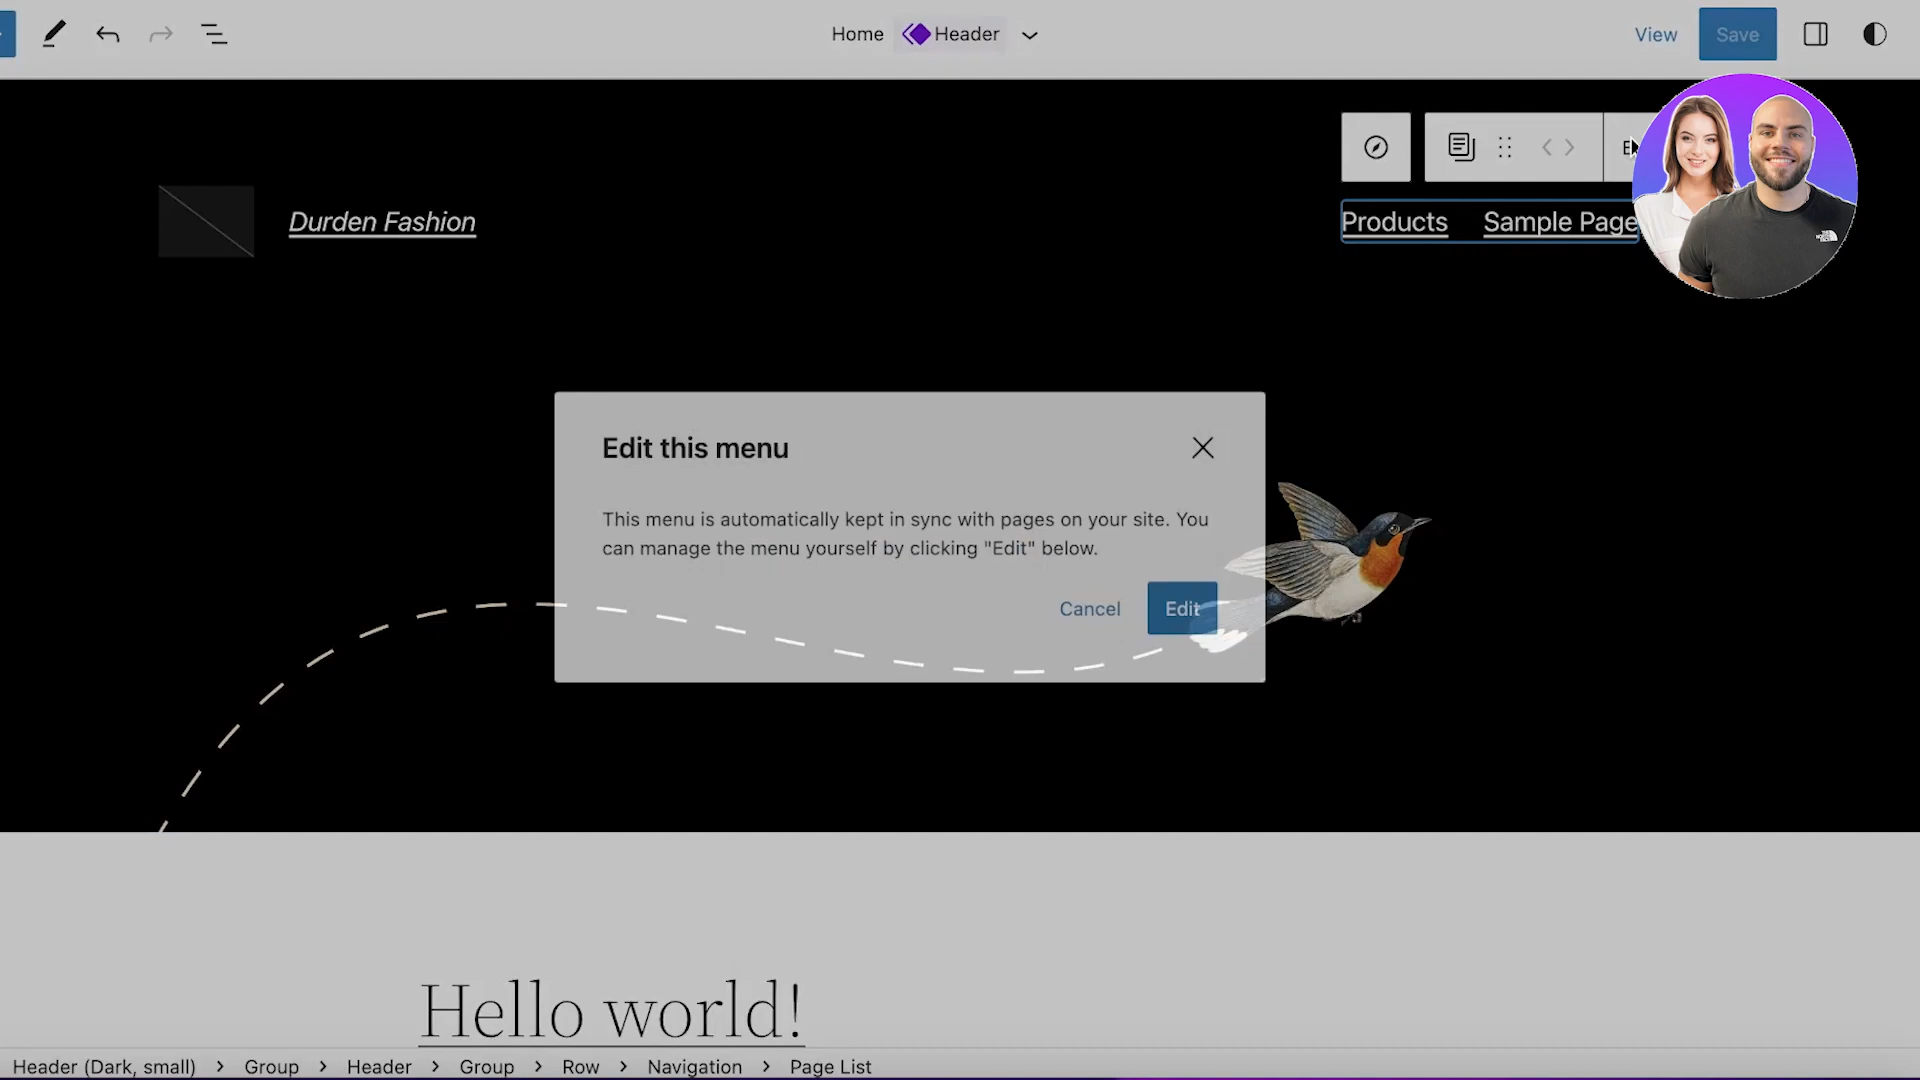 Home Header View Save
Durden Fashion
Products Sample Page
Edit this menu
This menu is automatically kept in sync with pages on your site. You
can manage the menu yourself by clicking "Edit" below.
Cancel Edit
Hello world!
Header (Dark, small) > Group > Header > Group > Row > Navigation > Page List